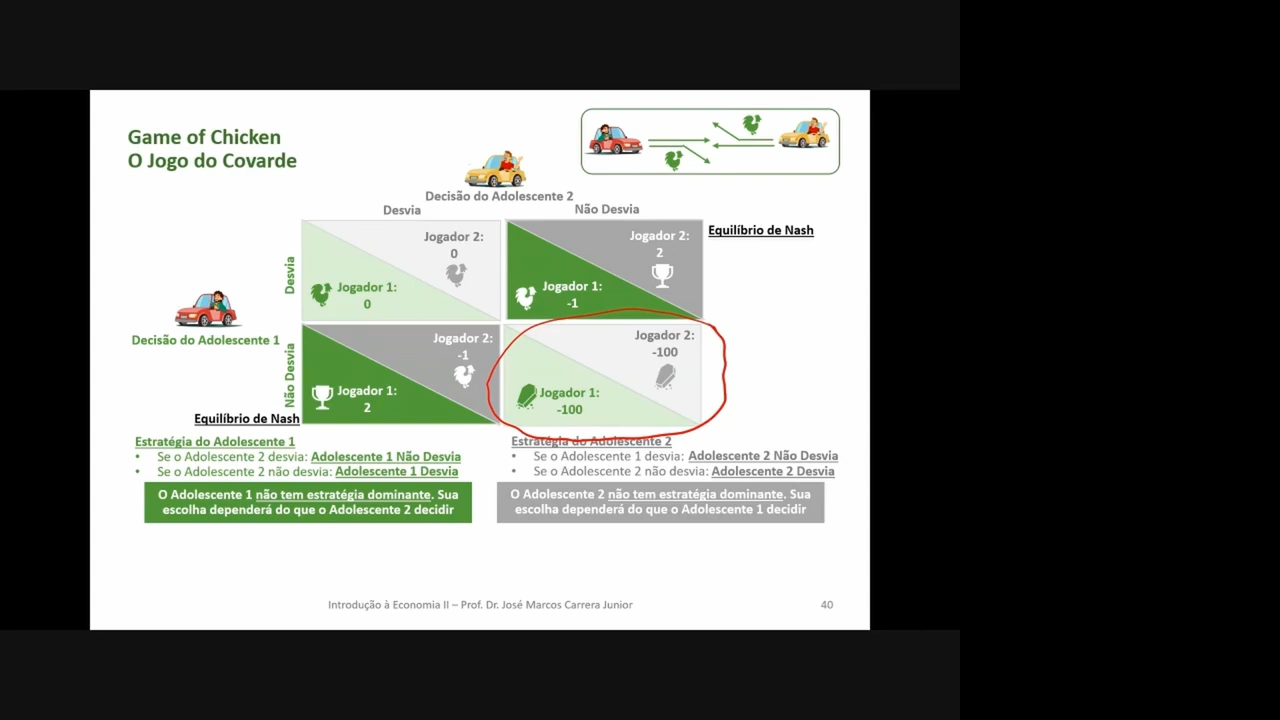 Game of Chicken
O Jogo do Covarde
Decisão do Adolescente 2
Desvia
Não Desvia
Equilíbrio de Nash
Desvia
Jogador 2:
0
Jogador 1:
0
Jogador 2:
2
Jogador 1:
-1
Decisão do Adolescente 1
Não Desvia
Jogador 2:
-1
Jogador 1:
2
Jogador 2:
-100
Jogador 1:
-100
Equilíbrio de Nash
Estratégia do Adolescente 1
• Se o Adolescente 2 desvia: Adolescente 1 Não Desvia
• Se o Adolescente 2 não desvia: Adolescente 1 Desvia
O Adolescente 1 não tem estratégia dominante. Sua
escolha dependerá do que o Adolescente 2 decidir
Estratégia do Adolescente 2
• Se o Adolescente 1 desvia: Adolescente 2 Não Desvia
• Se o Adolescente 2 não desvia: Adolescente 2 Desvia
O Adolescente 2 não tem estratégia dominante. Sua
escolha dependerá do que o Adolescente 1 decidir
Introdução à Economia II – Prof. Dr. José Marcos Carrera Junior
40